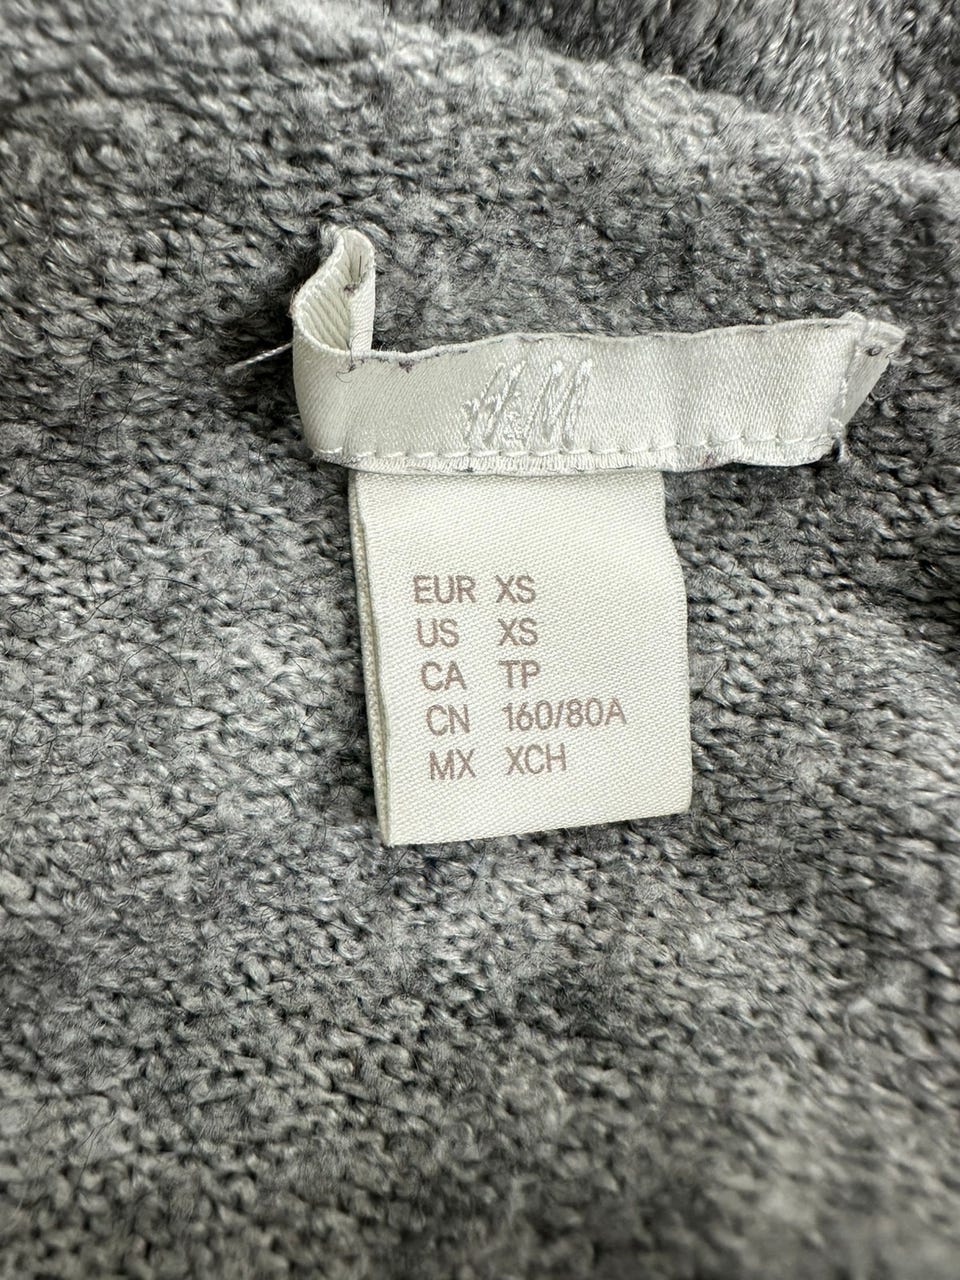 H&M
EUR XS
US XS
CA TP
CN 160/80A
MX XCH